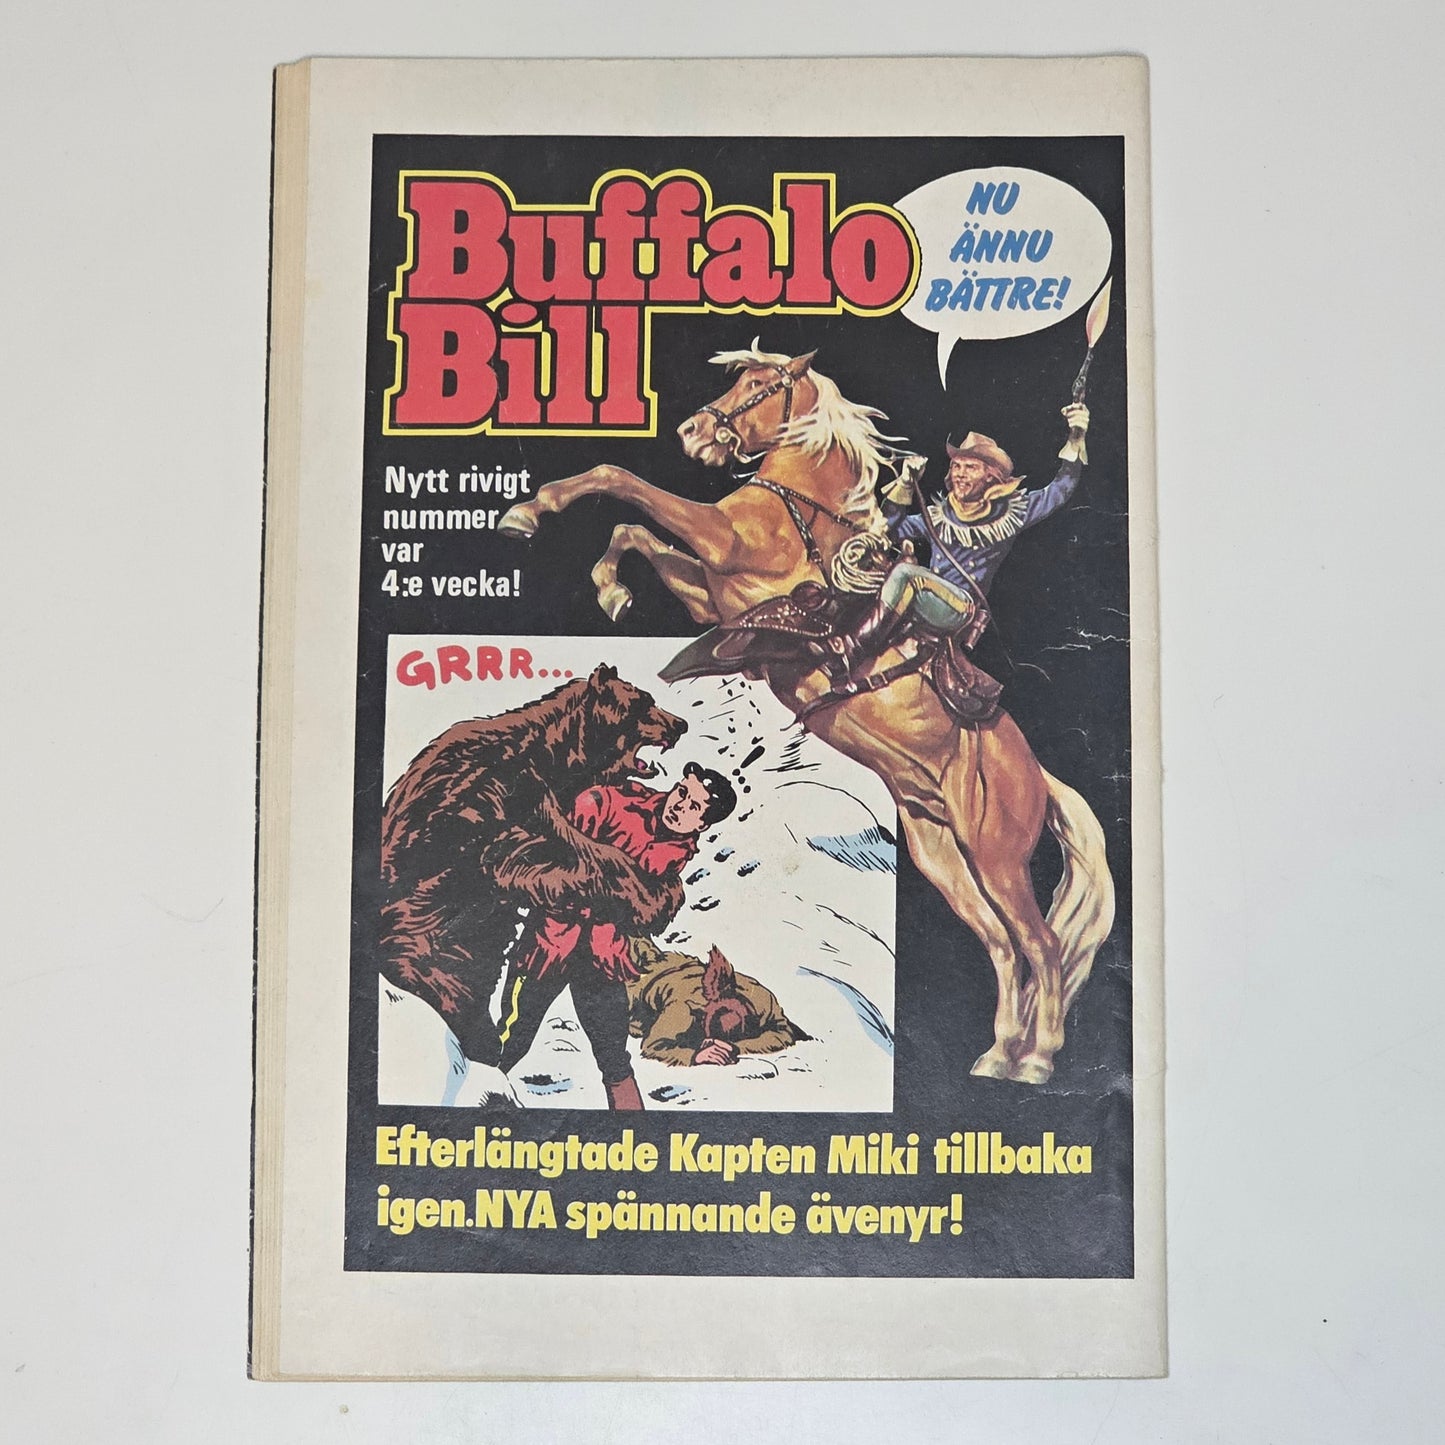 Buffalo
Bill
NU
ÄNNU
BÄTTRE!
Nytt rivigt
nummer
var
4:e vecka!
GRRR...
!
Efterlängtade Kapten Miki tillbaka
igen.NYA spännande ävenyr!